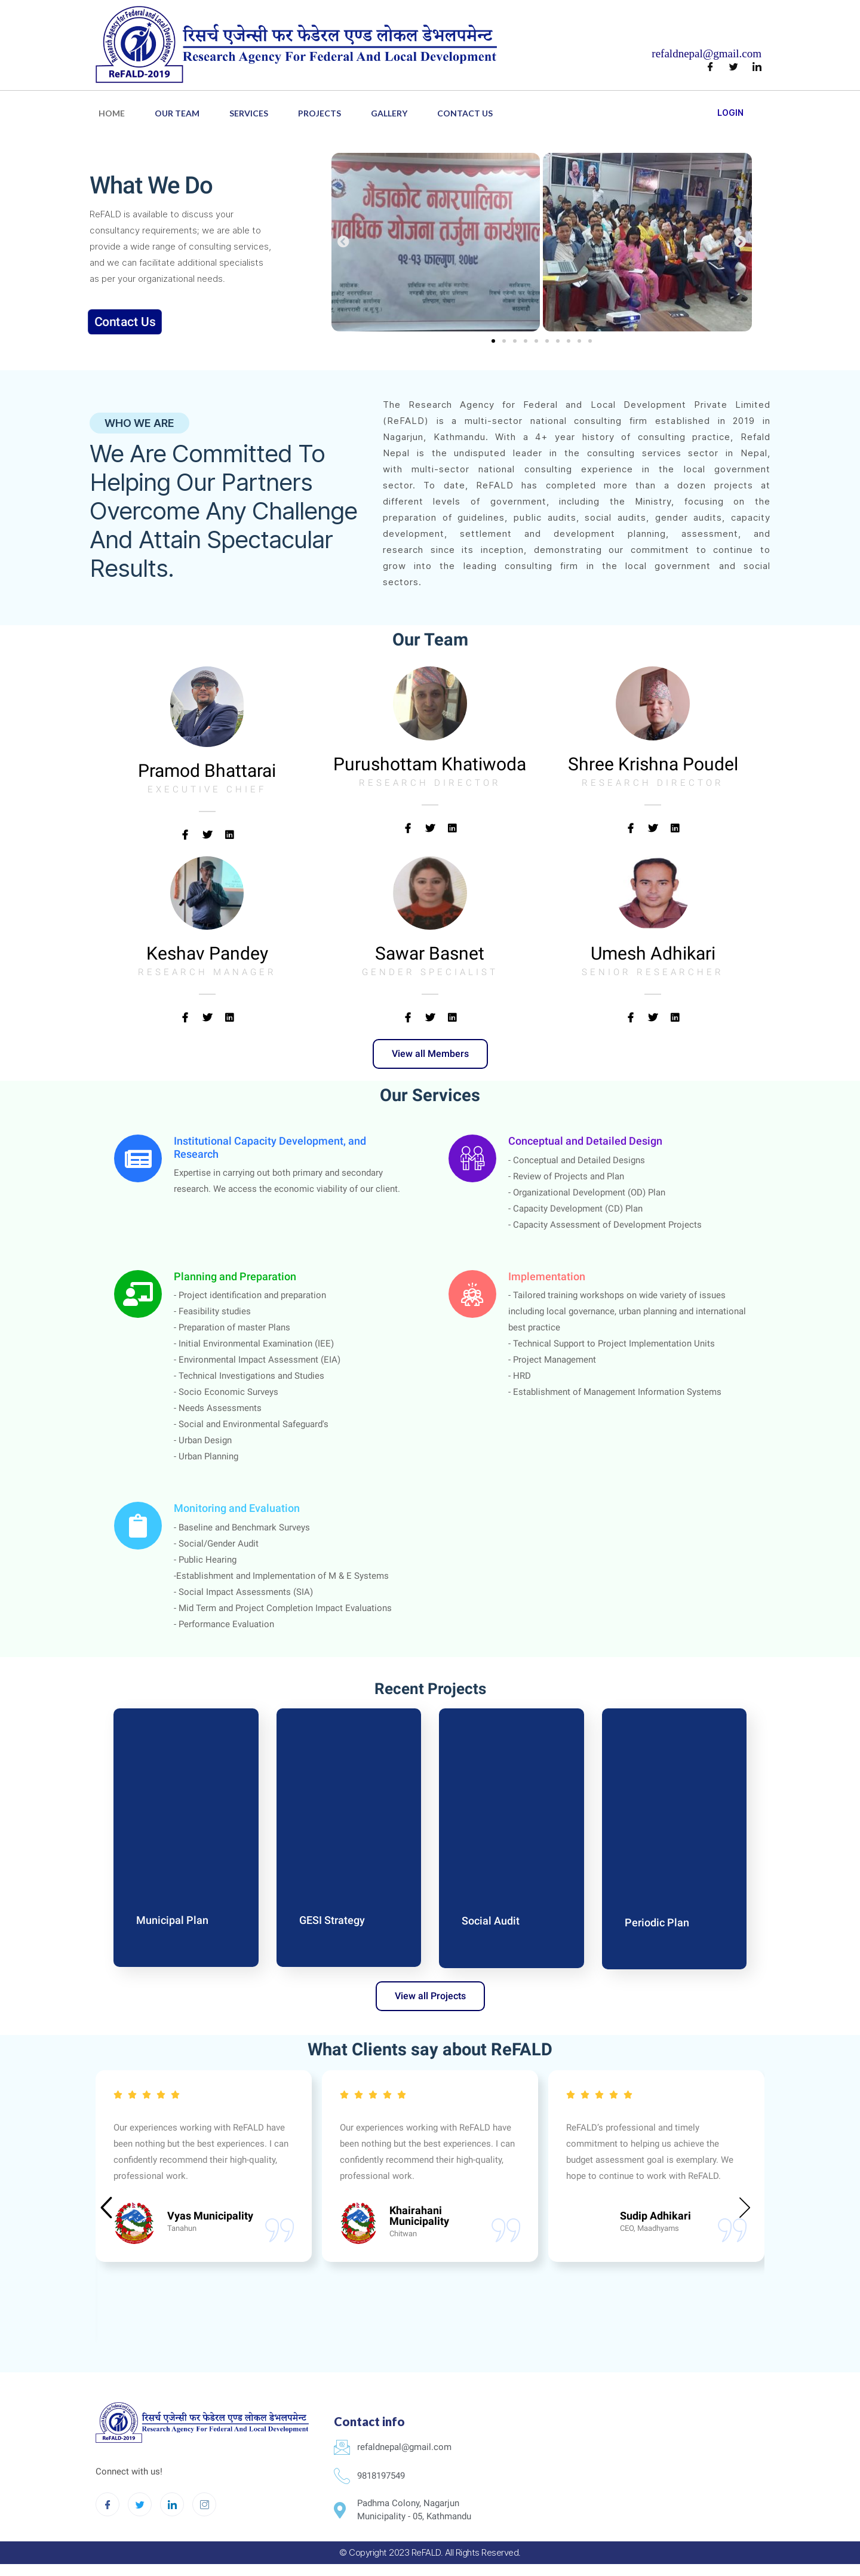 रिसर्च एजेन्सी फर फेडेरल एण्ड लोकल डेभलपमेन्ट
Research Agency For Federal And Local Development
Research Agency for Federal and Local Development
ReFALD-2019
refaldnepal@gmail.com
HOME
OUR TEAM
SERVICES
PROJECTS
GALLERY
CONTACT US
LOGIN
What We Do
ReFALD is available to discuss your
consultancy requirements; we are able to
provide a wide range of consulting services,
and we can facilitate additional specialists
as per your organizational needs.
Contact Us
गैंडाकोट नगरपालिका
आवधिक योजना तर्जुमा कार्यशाला
१२-१३ फाल्गुण, २०७९
WHO WE ARE
We Are Committed To
Helping Our Partners
Overcome Any Challenge
And Attain Spectacular
Results.
The Research Agency for Federal and Local Development Private Limited
(ReFALD) is a multi-sector national consulting firm established in 2019 in
Nagarjun, Kathmandu. With a 4+ year history of consulting practice, Refald
Nepal is the undisputed leader in the consulting services sector in Nepal,
with multi-sector national consulting experience in the local government
sector. To date, ReFALD has completed more than a dozen projects at
different levels of government, including the Ministry, focusing on the
preparation of guidelines, public audits, social audits, gender audits, capacity
development, settlement and development planning, assessment, and
research since its inception, demonstrating our commitment to continue to
grow into the leading consulting firm in the local government and social
sectors.
Our Team
Pramod Bhattarai
EXECUTIVE CHIEF
Purushottam Khatiwoda
RESEARCH DIRECTOR
Shree Krishna Poudel
RESEARCH DIRECTOR
Keshav Pandey
RESEARCH MANAGER
Sawar Basnet
GENDER SPECIALIST
Umesh Adhikari
SENIOR RESEARCHER
View all Members
Our Services
Institutional Capacity Development, and
Research
Expertise in carrying out both primary and secondary
research. We access the economic viability of our client.
Conceptual and Detailed Design
- Conceptual and Detailed Designs
- Review of Projects and Plan
- Organizational Development (OD) Plan
- Capacity Development (CD) Plan
- Capacity Assessment of Development Projects
Planning and Preparation
- Project identification and preparation
- Feasibility studies
- Preparation of master Plans
- Initial Environmental Examination (IEE)
- Environmental Impact Assessment (EIA)
- Technical Investigations and Studies
- Socio Economic Surveys
- Needs Assessments
- Social and Environmental Safeguard's
- Urban Design
- Urban Planning
Implementation
- Tailored training workshops on wide variety of issues
including local governance, urban planning and international
best practice
- Technical Support to Project Implementation Units
- Project Management
- HRD
- Establishment of Management Information Systems
Monitoring and Evaluation
- Baseline and Benchmark Surveys
- Social/Gender Audit
- Public Hearing
-Establishment and Implementation of M & E Systems
- Social Impact Assessments (SIA)
- Mid Term and Project Completion Impact Evaluations
- Performance Evaluation
Recent Projects
Municipal Plan
GESI Strategy
Social Audit
Periodic Plan
View all Projects
What Clients say about ReFALD
Our experiences working with ReFALD have
been nothing but the best experiences. I can
confidently recommend their high-quality,
professional work.
Vyas Municipality
Tanahun
Our experiences working with ReFALD have
been nothing but the best experiences. I can
confidently recommend their high-quality,
professional work.
Khairahani
Municipality
Chitwan
ReFALD's professional and timely
commitment to helping us achieve the
budget assessment goal is exemplary. We
hope to continue to work with ReFALD.
Sudip Adhikari
CEO, Maadhyams
रिसर्च एजेन्सी फर फेडेरल एण्ड लोकल डेभलपमेन्ट
Research Agency For Federal And Local Development
ReFALD-2019
Connect with us!
Contact info
refaldnepal@gmail.com
9818197549
Padhma Colony, Nagarjun
Municipality - 05, Kathmandu
© Copyright 2023 ReFALD. All Rights Reserved.